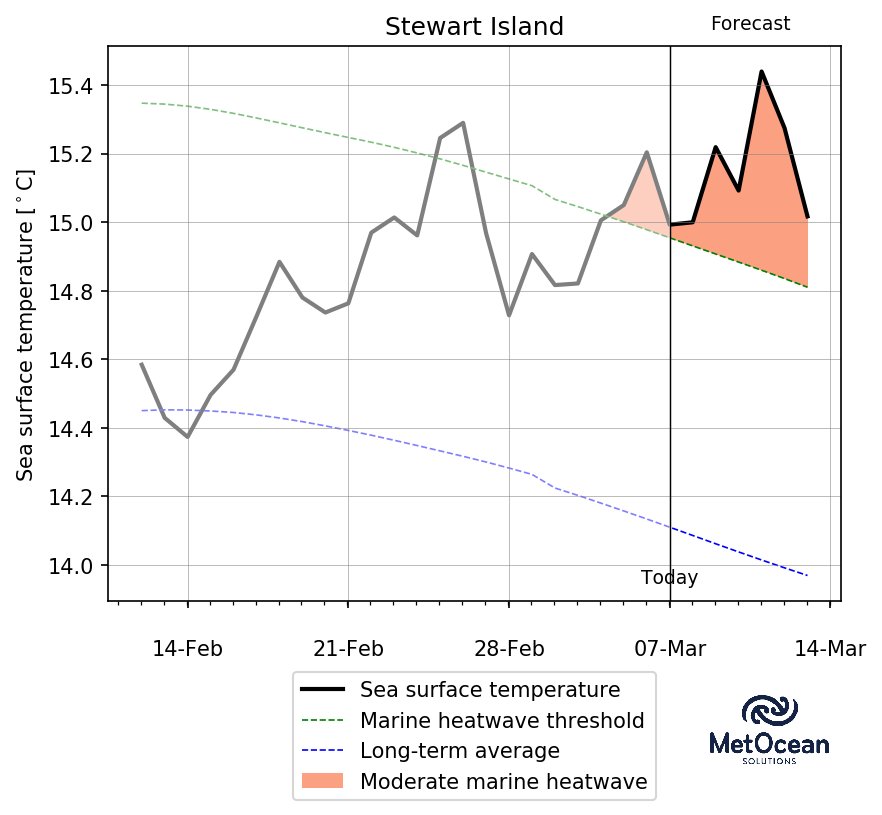 Stewart Island
Forecast
Sea surface temperature [°C]
15.4
15.2
15.0
14.8
14.6
14.4
14.2
14.0
Today
14-Feb
21-Feb
28-Feb
07-Mar
14-Mar
Sea surface temperature
Marine heatwave threshold
Long-term average
Moderate marine heatwave
MetOcean
SOLUTIONS